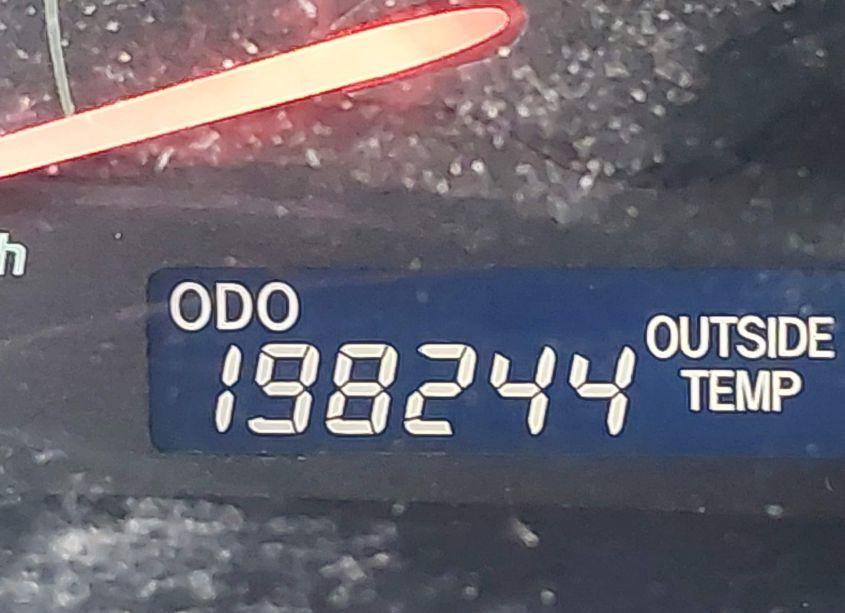 h
ODO
198244
OUTSIDE
TEMP